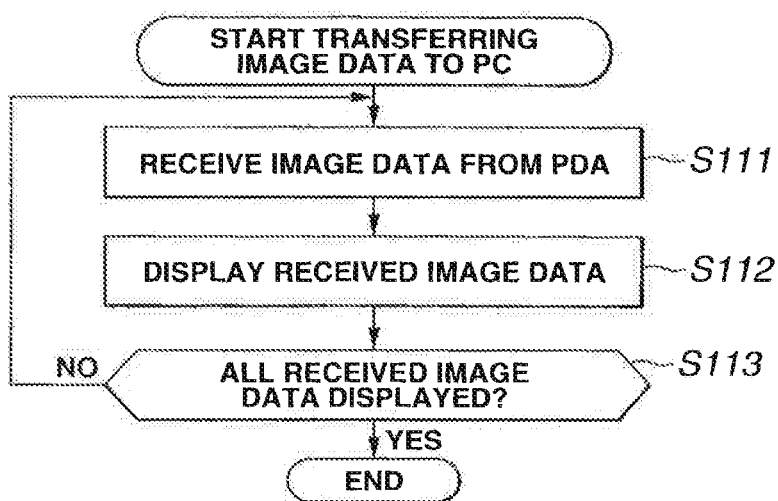 START TRANSFERRING
IMAGE DATA TO PC
RECEIVE IMAGE DATA FROM PDA
S111
DISPLAY RECEIVED IMAGE DATA
S112
ALL RECEIVED IMAGE
DATA DISPLAYED?
S113
NO
YES
END